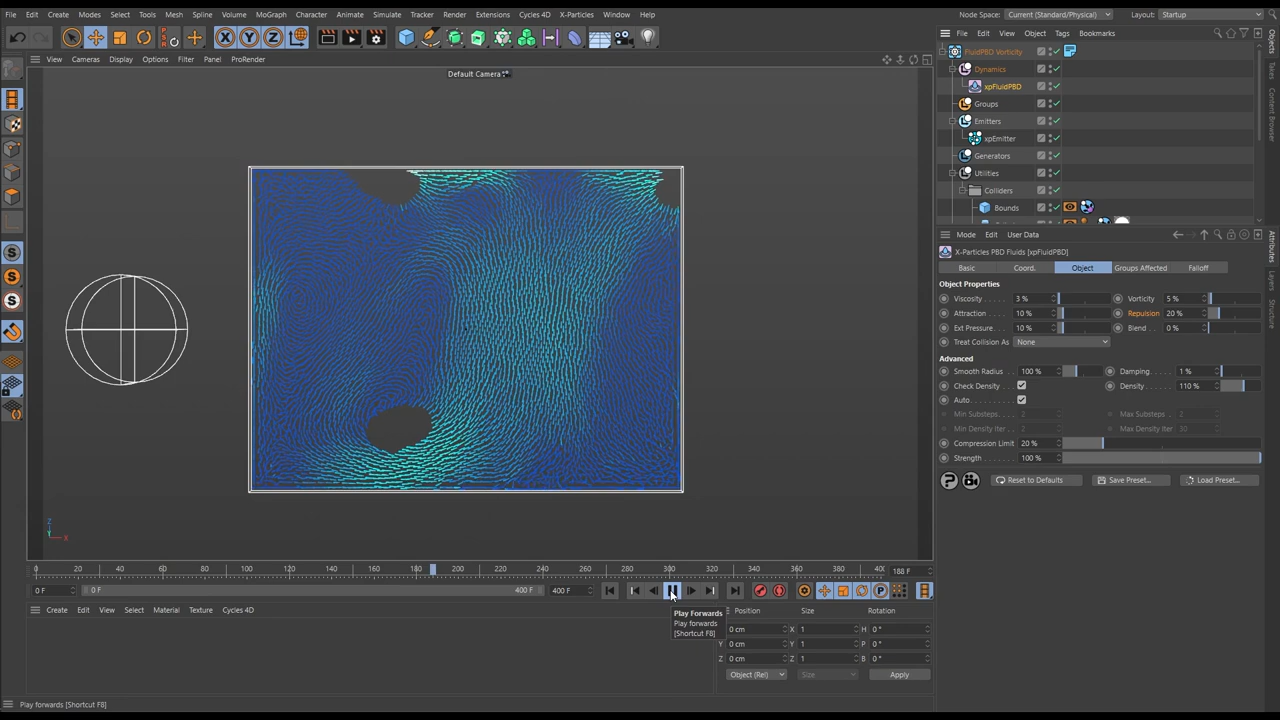 File Edit Create Modes Select Tools Mesh Spline Volume MoGraph Character Animate Simulate Tracker Render Extensions Cycles 4D X-Particles Window Help Node Space: Current (Standard/Physical) Layout: Startup
X Y Z
File Edit View Object Tags Bookmarks
FluidPBD Vorticity
View Cameras Display Options Filter Panel ProRender
Default Camera
Dynamics
xpFluidPBD
Groups
Emitters
xpEmitter
Generators
Utilities
Colliders
Bounds
Objects
Takes
Content Browser
Mode Edit User Data
X-Particles PBD Fluids [xpFluidPBD]
Basic Coord. Object Groups Affected Falloff
Object Properties
Viscosity 3 % Vorticity 5 %
Attraction 10 % Repulsion 20 %
Ext Pressure 10 % Blend 0 %
Treat Collision As None
Advanced
Smooth Radius 100 % Damping 1 %
Check Density Density 110 %
Auto
Min Substeps 2 Max Substeps 2
Min Density Iter 2 Max Density Iter 30
Compression Limit 20 %
Strength 100 %
Reset to Defaults Save Preset... Load Preset...
Attributes
Layers
Structure
S
S
S
Z
X
0 20 40 60 80 100 120 140 160 180 200 220 240 260 280 300 320 340 360 380 40 188 F
0 F 0 F 400 F 400 F
P
Play Forwards
Play forwards
[Shortcut F8]
Create Edit View Select Material Texture Cycles 4D
Position Size Rotation
0 cm X 1 H 0 °
Y 0 cm Y 1 P 0 °
Z 0 cm Z 1 B 0 °
Object (Rel) Size Apply
Play forwards [Shortcut F8]